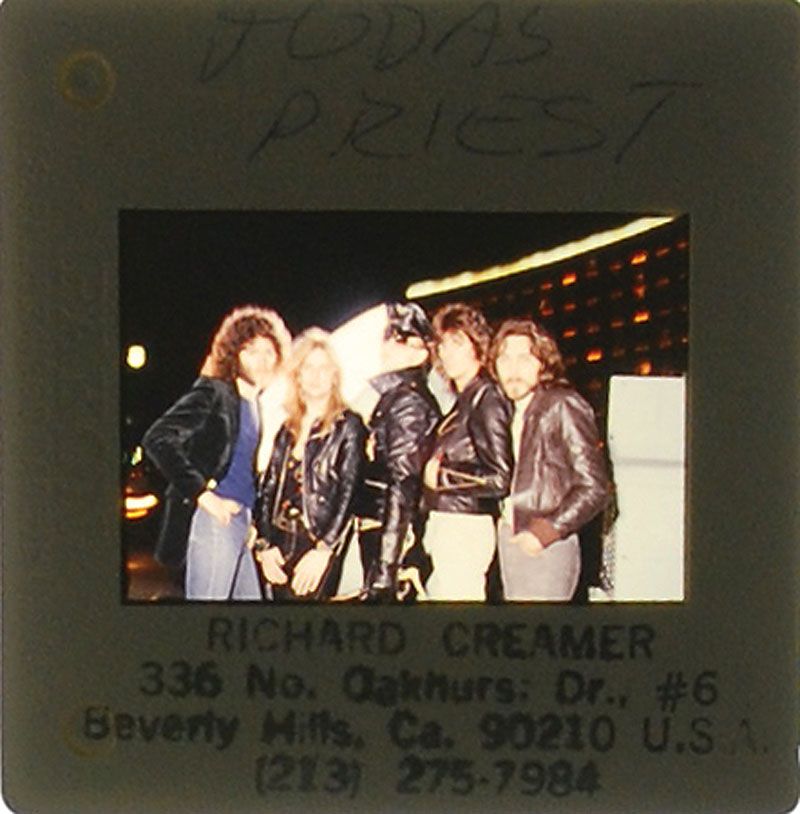 JUDAS
PRIEST
RICHARD CREAMER
336 No. Oakhurst Dr., #6
Beverly Hills, Ca. 90210 U.S.A.
(213) 275-7984